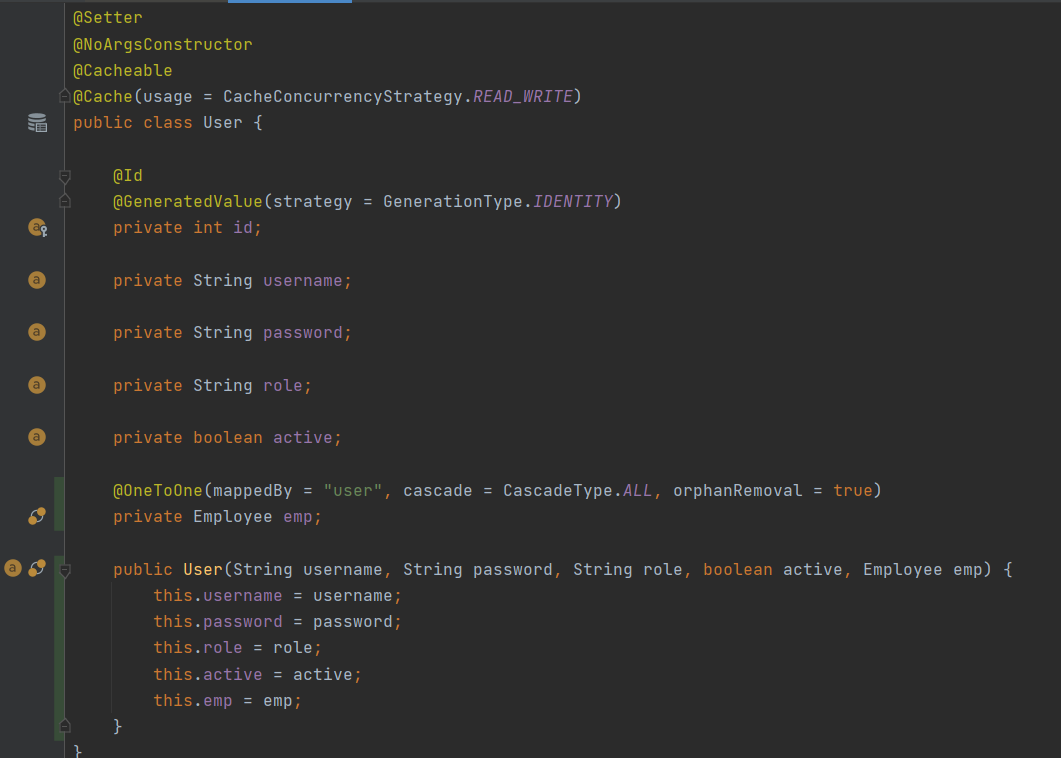 @Setter
@NoArgsConstructor
@Cacheable
@Cache(usage = CacheConcurrencyStrategy.READ_WRITE)
public class User {
@Id
@GeneratedValue(strategy = GenerationType.IDENTITY)
private int id;
private String username;
private String password;
private String role;
private boolean active;
@OneToOne(mappedBy = "user", cascade = CascadeType.ALL, orphanRemoval = true)
private Employee emp;
public User(String username, String password, String role, boolean active, Employee emp) {
this.username = username;
this.password = password;
this.role = role;
this.active = active;
this.emp = emp;
}
}